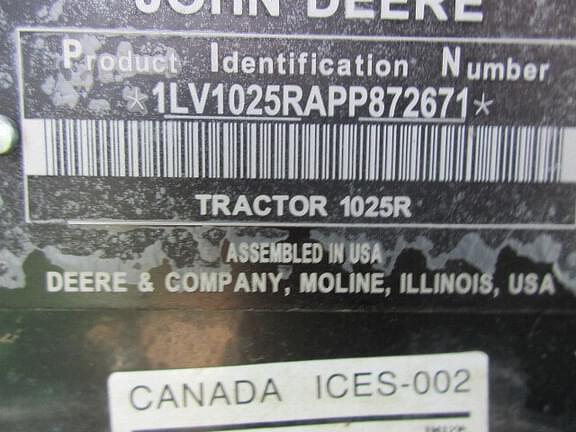 JOHN DEERE
Product Identification Number
*1LV1025RAPP872671*
TRACTOR 1025R
ASSEMBLED IN USA
DEERE & COMPANY, MOLINE, ILLINOIS, USA
CANADA ICES-002